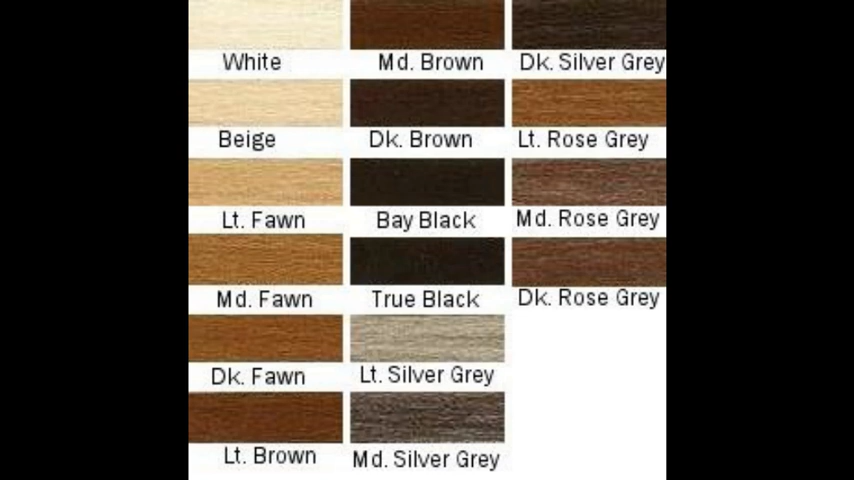 White
Md. Brown
Dk. Silver Grey
Beige
Dk. Brown
Lt. Rose Grey
Lt. Fawn
Bay Black
Md. Rose Grey
Md. Fawn
True Black
Dk. Rose Grey
Dk. Fawn
Lt. Silver Grey
Lt. Brown
Md. Silver Grey